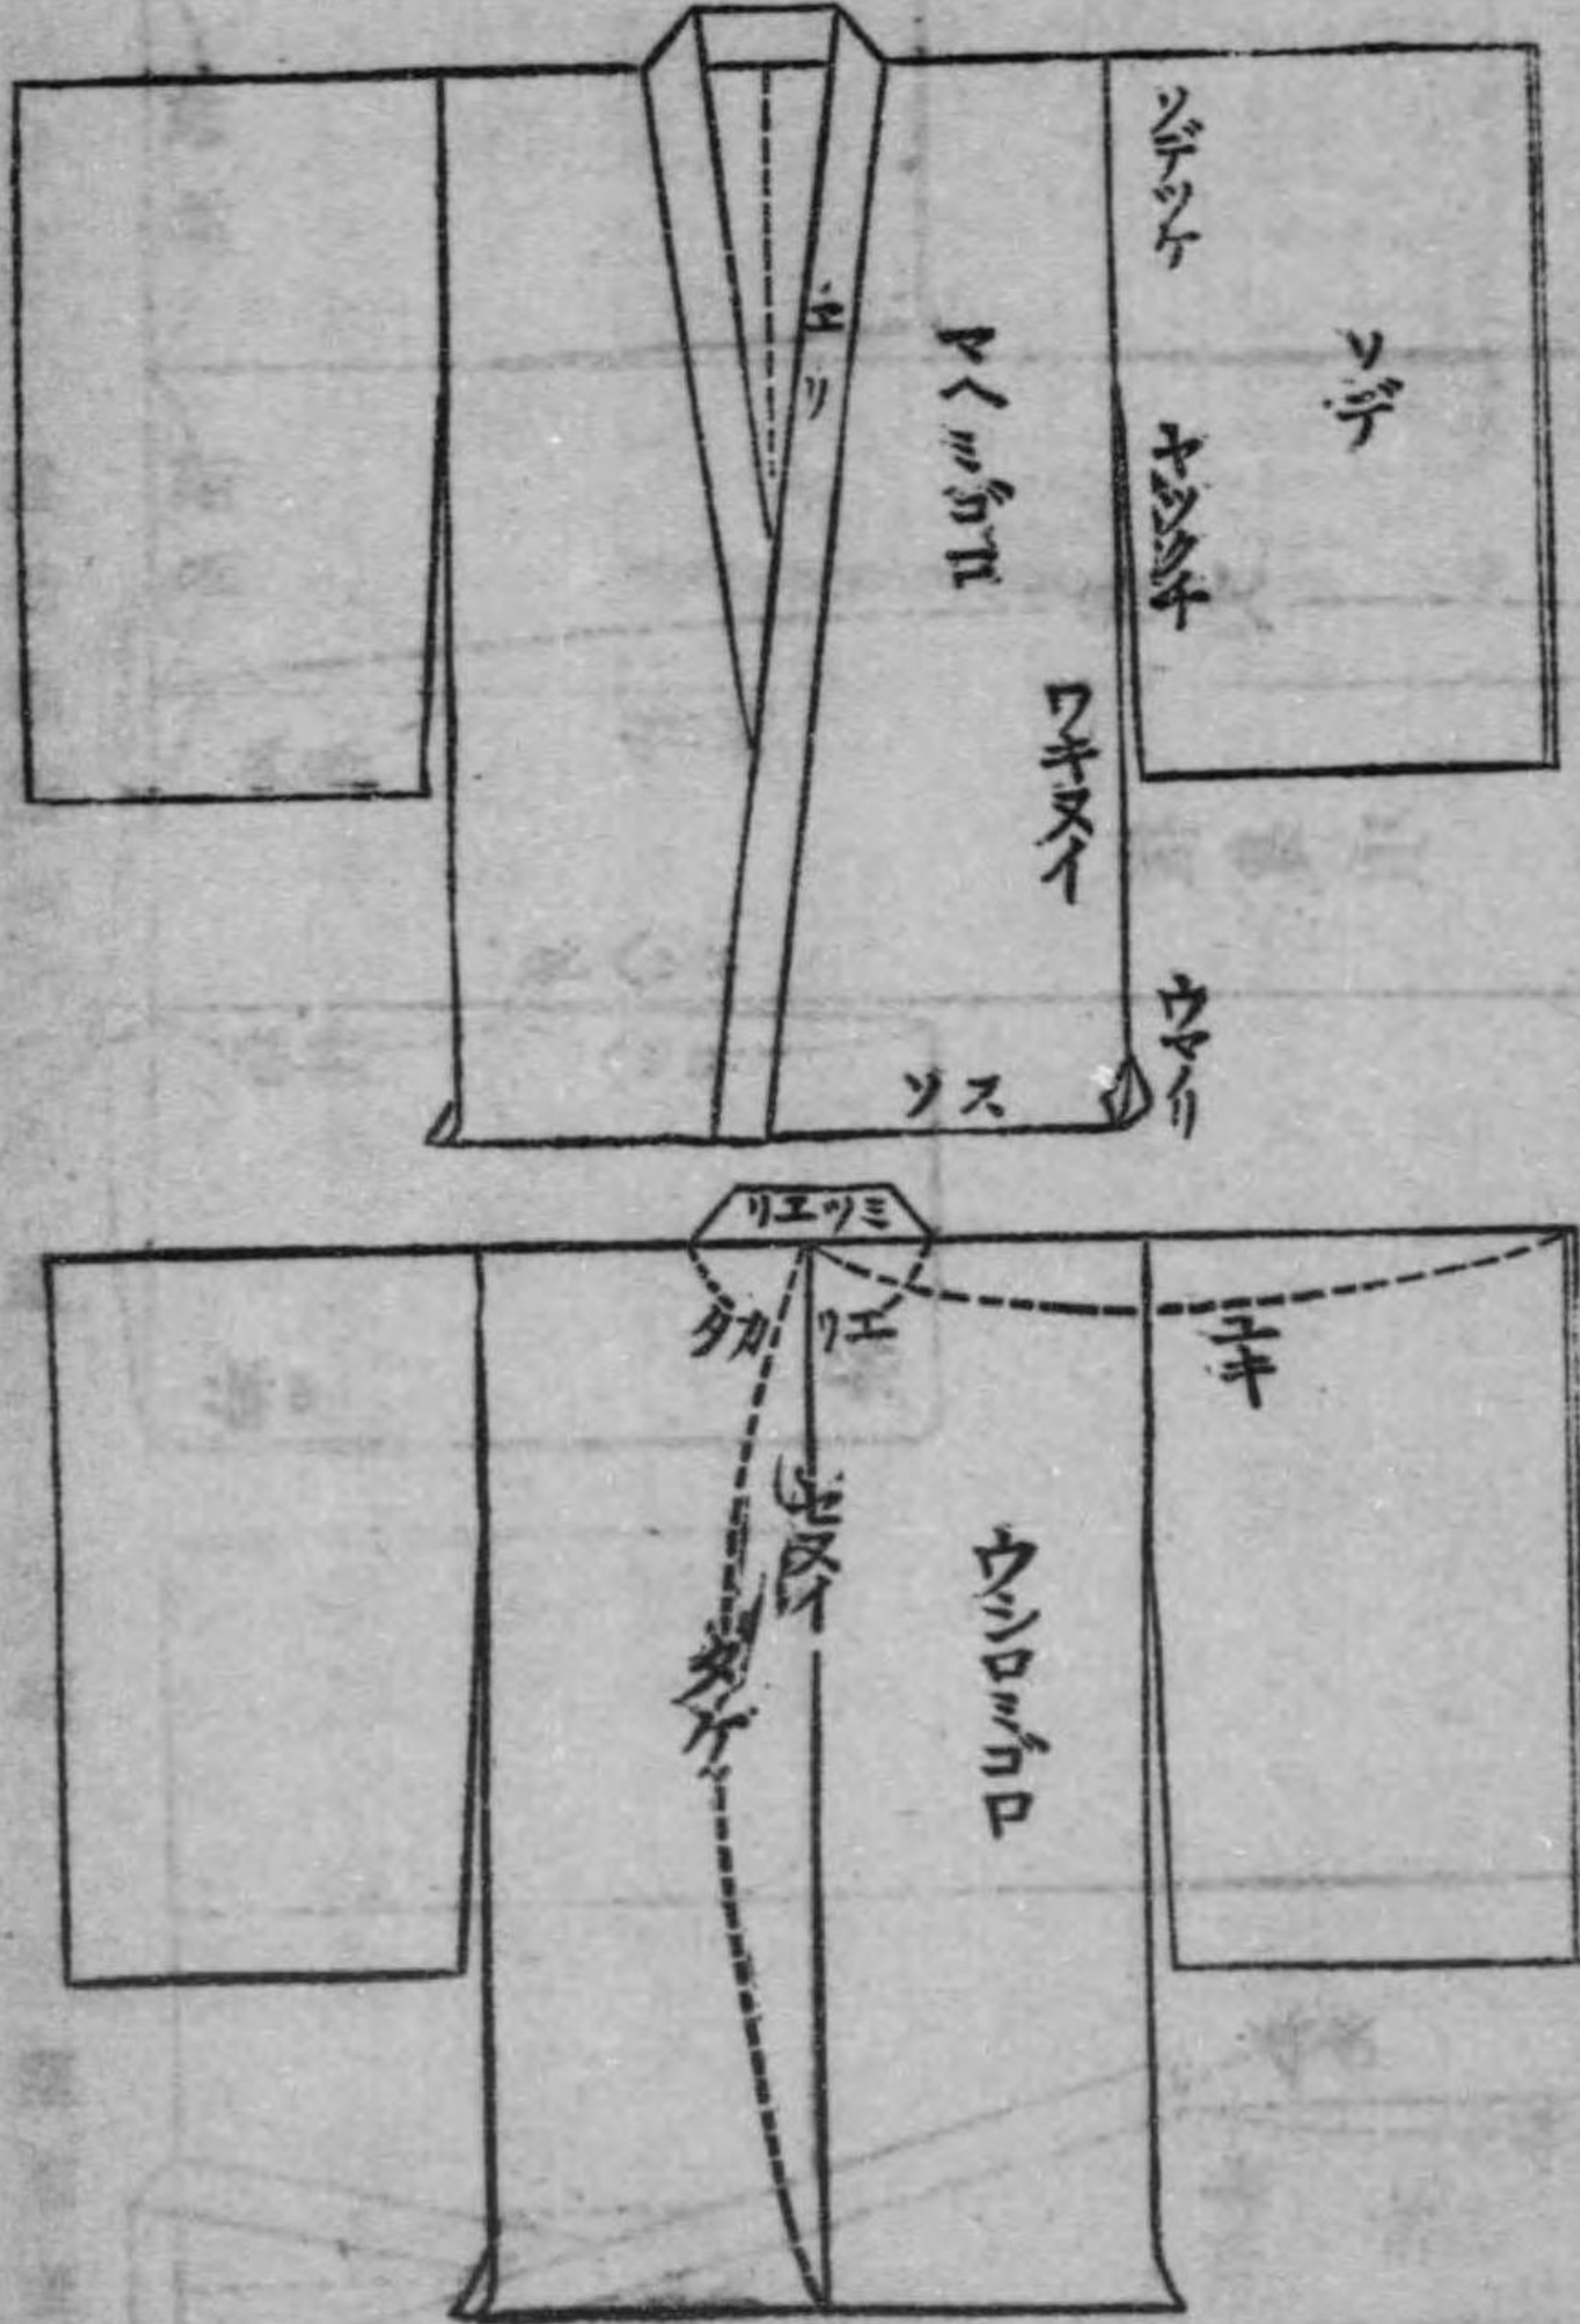 ソデ
ソデツケ
ヤツクチ
ウマノリ
ワキヌイ
マヘミゴロ
エリ
スソ
ミツエリ
エリカタ
ユキ
ウシロミゴロ
セヌイ
タケ